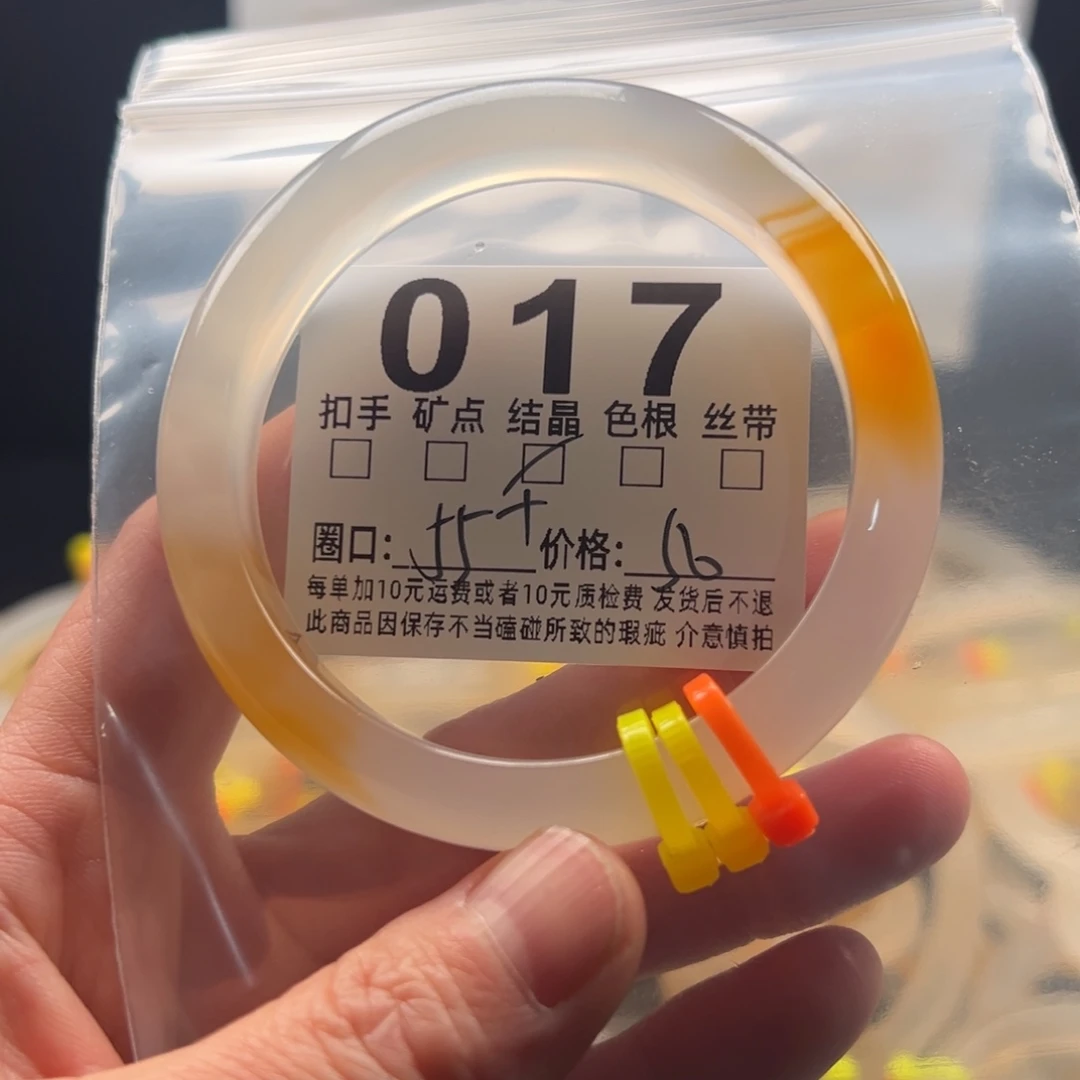 017
扣手 矿点 结晶 色根 丝带
圈口: 55+ 价格: 56
每单加10元运费或者10元质检费 发货后不退
此商品因保存不当磕碰所致的瑕疵 介意慎拍